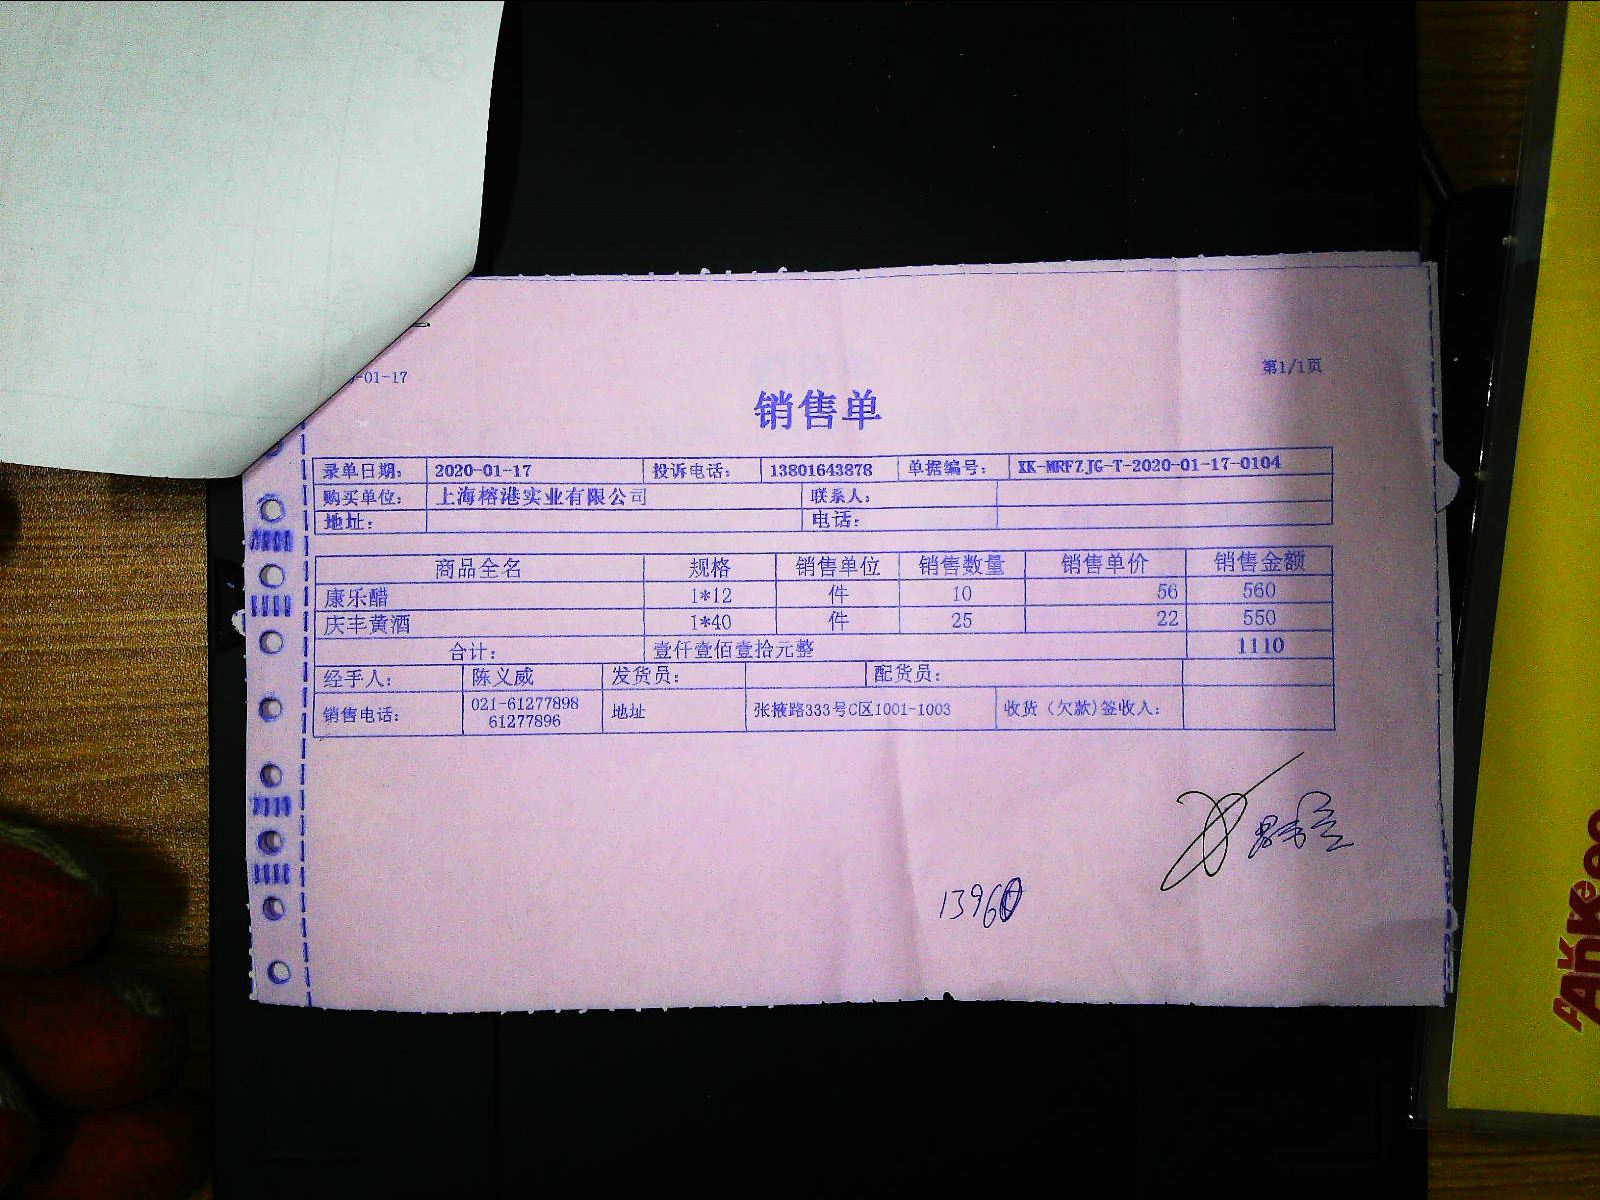 -01-17
第1/1页
销售单
录单日期： 2020-01-17 投诉电话： 13801643878 单据编号： XK-MRFZJG-T-2020-01-17-0104
购买单位： 上海榕港实业有限公司 联系人：
地址： 电话：
商品全名 规格 销售单位 销售数量 销售单价 销售金额
康乐醋 1*12 件 10 56 560
庆丰黄酒 1*40 件 25 22 550
合计： 壹仟壹佰壹拾元整 1110
经手人： 陈义威 发货员： 配货员：
销售电话： 021-61277898 地址 张掖路333号C区1001-1003 收货（欠款)签收人：
61277896
13960